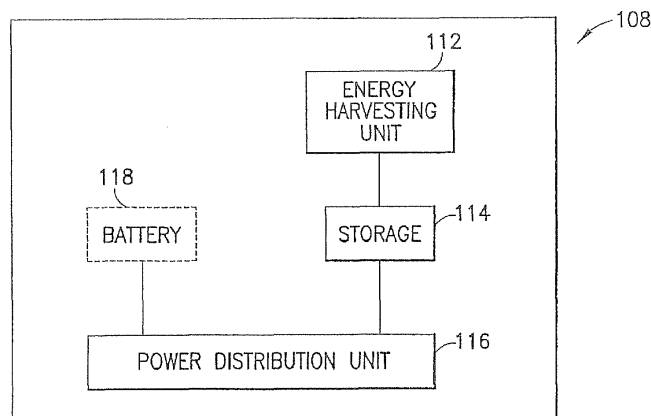 108
112
ENERGY
HARVESTING
UNIT
118
BATTERY
STORAGE
114
POWER DISTRIBUTION UNIT
116